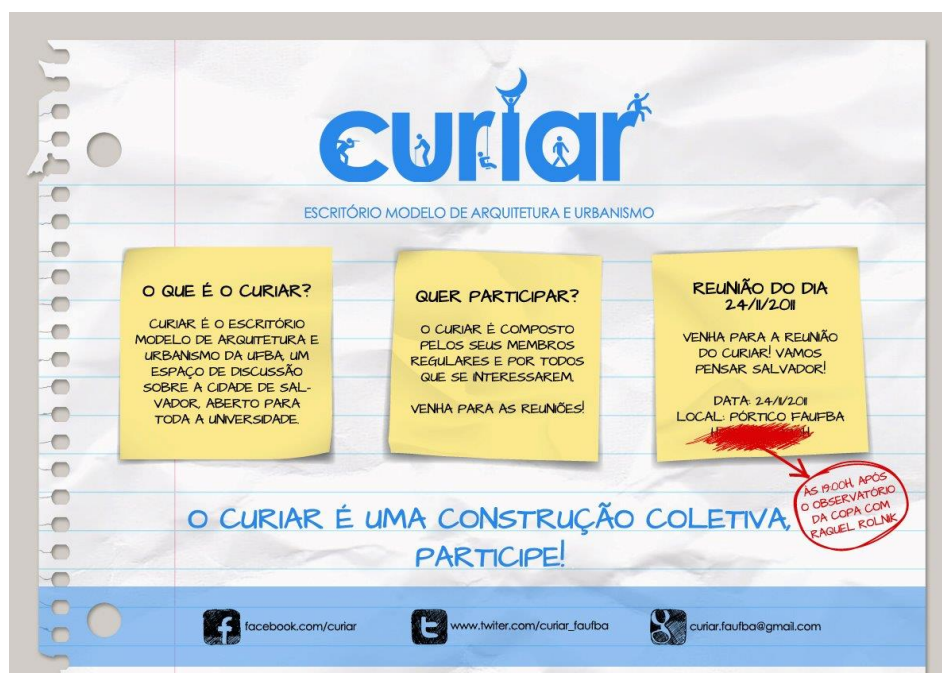 curiar
ESCRITÓRIO MODELO DE ARQUITETURA E URBANISMO
O QUE É O CURIAR?
CURIAR É O ESCRITÓRIO
MODELO DE ARQUITETURA E
URBANISMO DA UFBA, UM
ESPAÇO DE DISCUSSÃO
SOBRE A CIDADE DE SAL-
VADOR, ABERTO PARA
TODA A UNIVERSIDADE.
QUER PARTICIPAR?
O CURIAR É COMPOSTO
PELOS SEUS MEMBROS
REGULARES E POR TODOS
QUE SE INTERESSAREM.
VENHA PARA AS REUNIÕES!
REUNIÃO DO DIA
24/11/2011
VENHA PARA A REUNIÃO
DO CURIAR! VAMOS
PENSAR SALVADOR!
DATA: 24/11/2011
LOCAL: PÓRTICO FAUFBA
ÀS 19:00H, APÓS
O OBSERVATÓRIO
DA COPA COM
RAQUEL ROLNIK
O CURIAR É UMA CONSTRUÇÃO COLETIVA,
PARTICIPE!
facebook.com/curiar
www.twiter.com/curiar_faufba
curiar.faufba@gmail.com